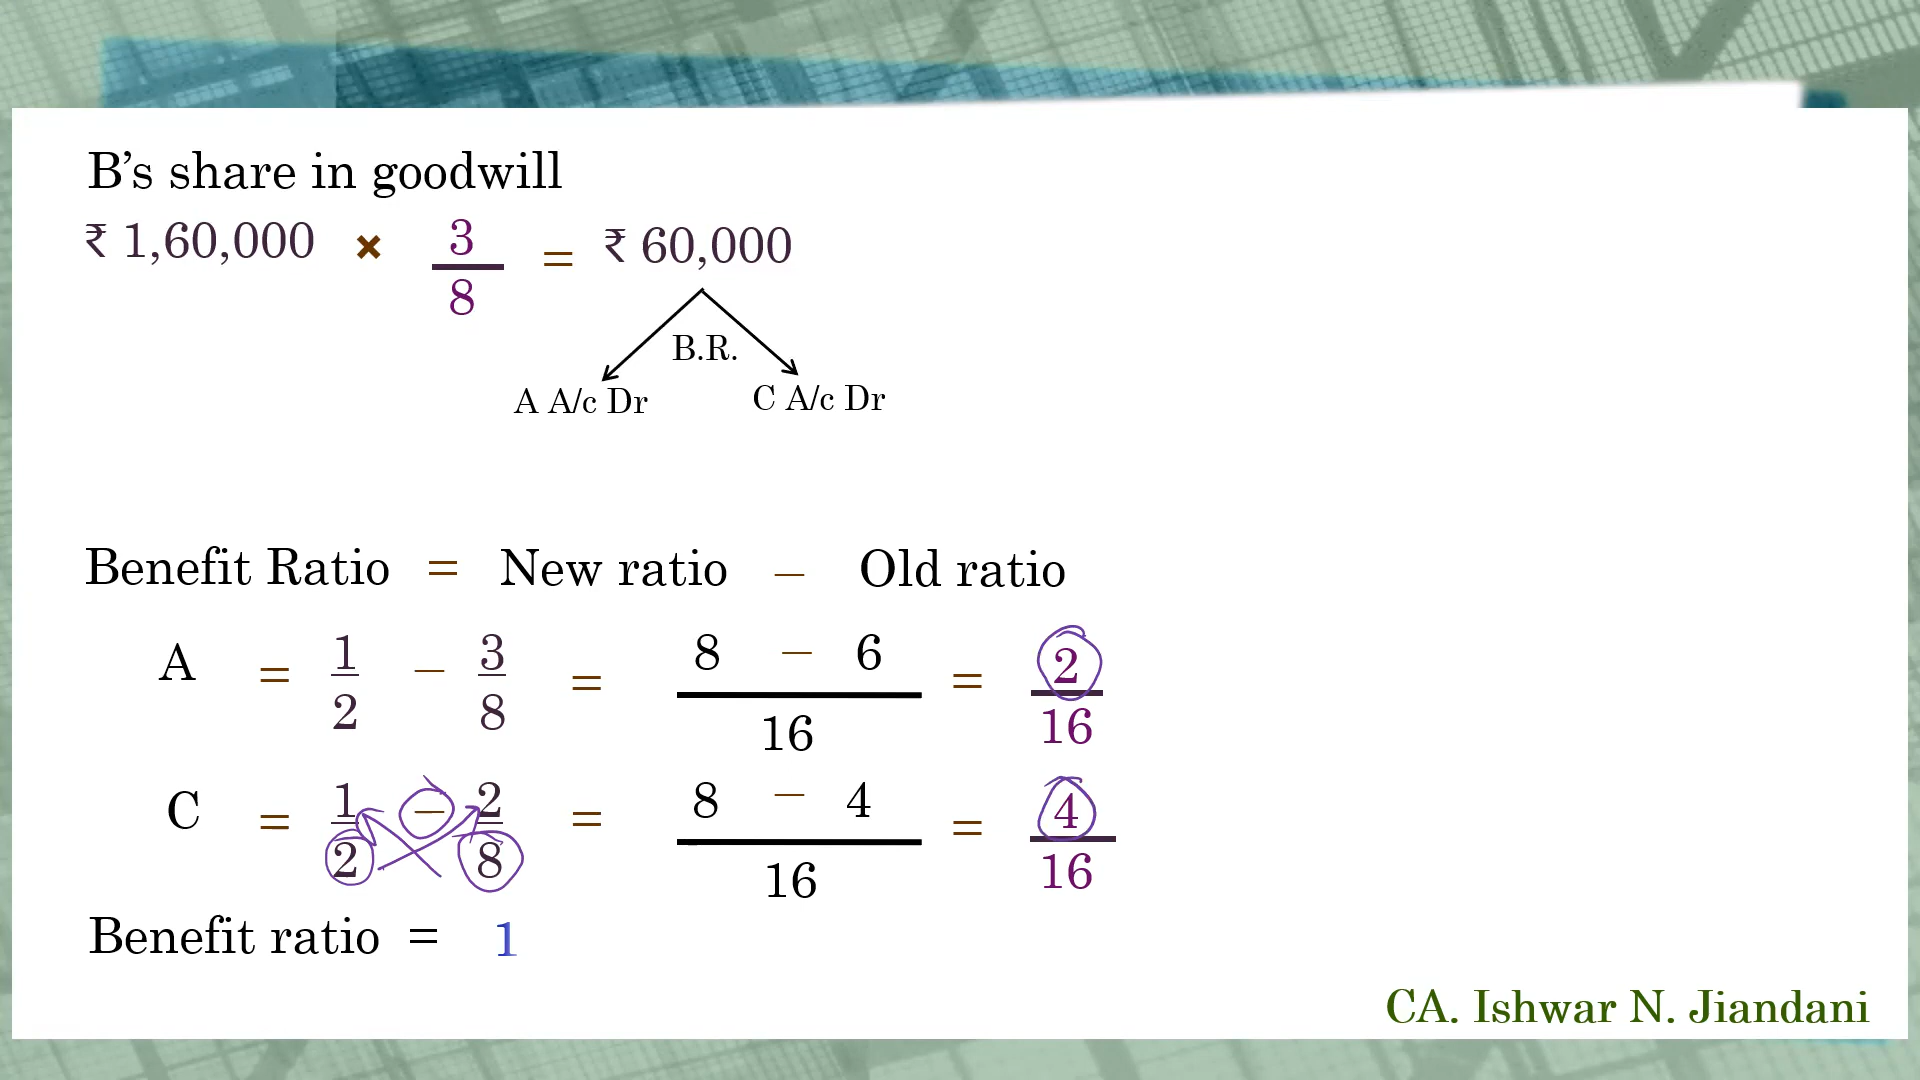 B's share in goodwill
₹ 1,60,000 × 3/8 = ₹ 60,000
B.R.
A A/c Dr C A/c Dr
Benefit Ratio = New ratio – Old ratio
A = 1/2 – 3/8 = 8 – 6 / 16 = 2/16
C = 1/2 – 2/8 = 8 – 4 / 16 = 4/16
Benefit ratio = 1
CA. Ishwar N. Jiandani